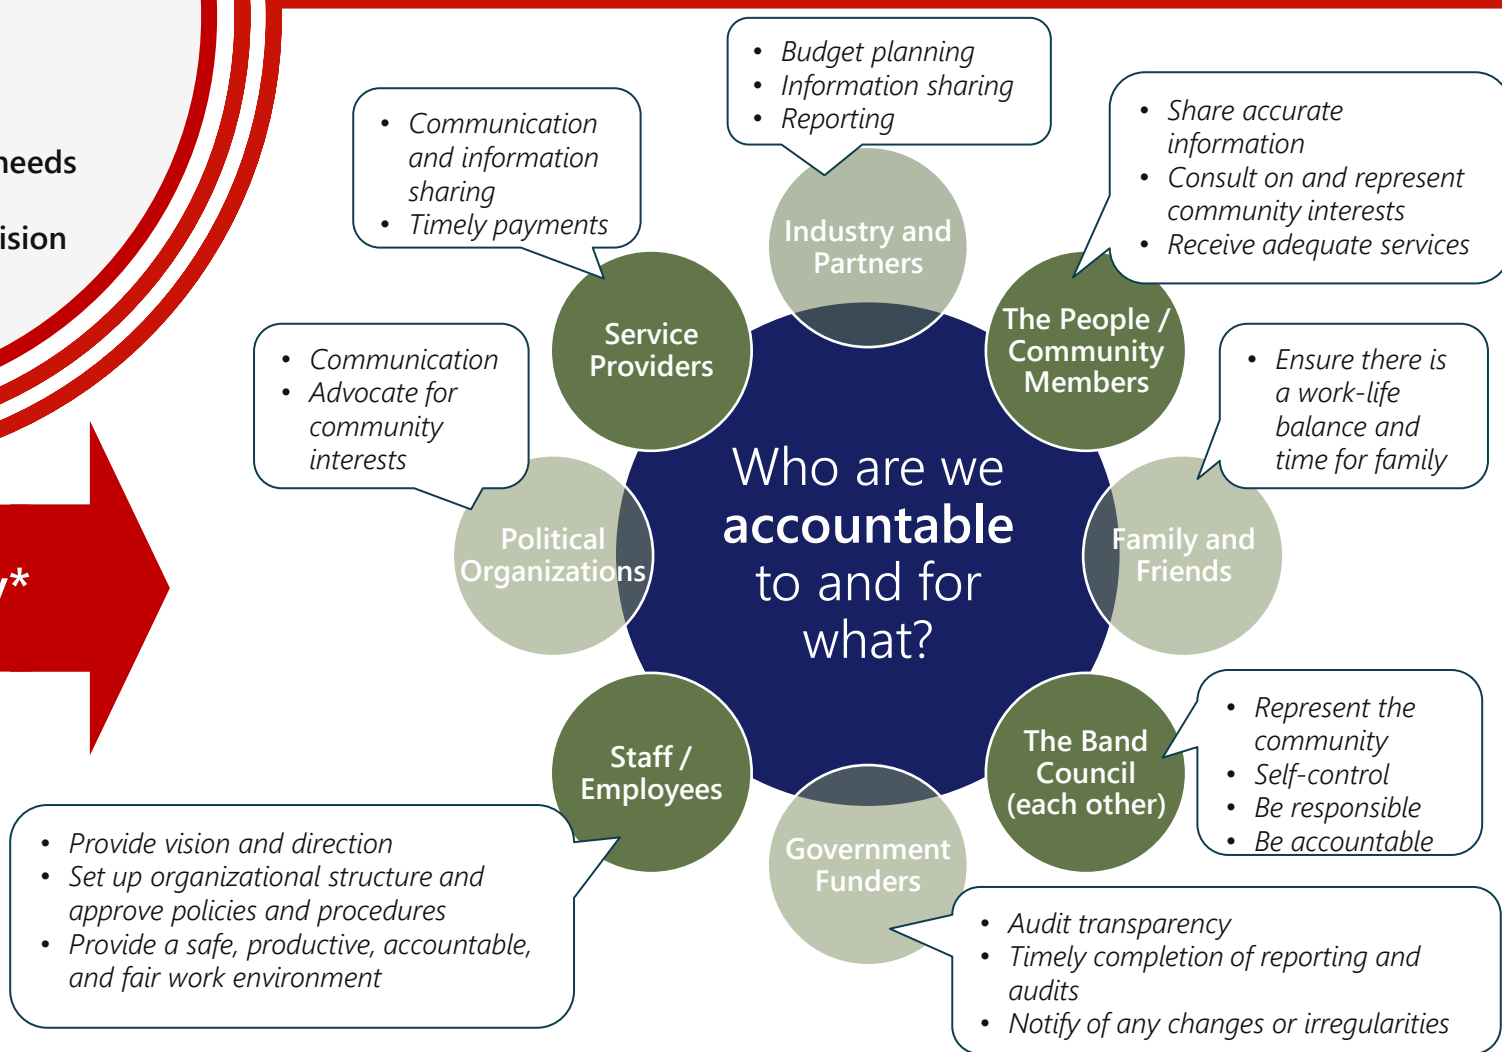 needs
ision
y*
• Budget planning
• Information sharing
• Reporting
• Communication
and information
sharing
• Timely payments
• Share accurate
information
• Consult on and represent
community interests
• Receive adequate services
Industry and
Partners
Service
Providers
The People /
Community
Members
• Communication
• Advocate for
community
interests
• Ensure there is
a work-life
balance and
time for family
Who are we
accountable
to and for
what?
Political
Organizations
Family and
Friends
Staff /
Employees
The Band
Council
(each other)
• Represent the
community
• Self-control
• Be responsible
• Be accountable
Government
Funders
• Provide vision and direction
• Set up organizational structure and
approve policies and procedures
• Provide a safe, productive, accountable,
and fair work environment
• Audit transparency
• Timely completion of reporting and
audits
• Notify of any changes or irregularities